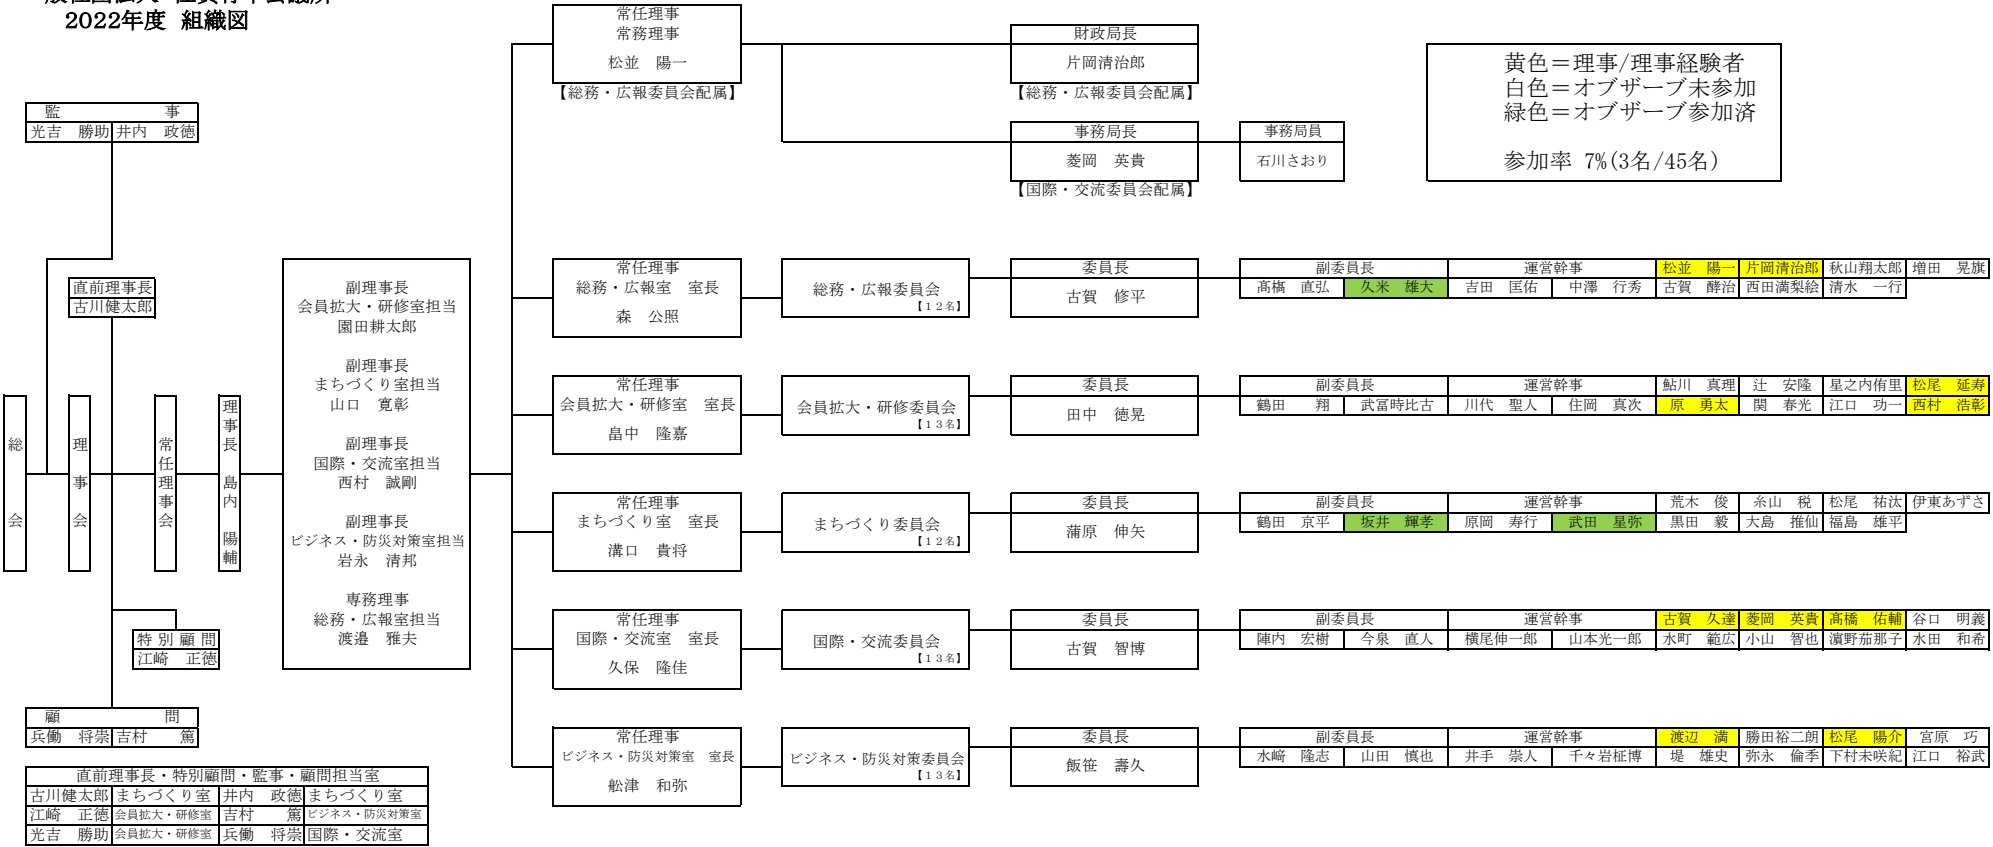 2022年度 組織図
監 事
光吉 勝助 井内 政徳
直前理事長
古川健太郎
総会
理事会
常任理事会
理事長 島内 陽輔
特別顧問
江崎 正徳
顧 問
兵働 将崇 吉村 篤
直前理事長・特別顧問・監事・顧問担当室
古川健太郎 まちづくり室 井内 政徳 まちづくり室
江崎 正徳 会員拡大・研修室 吉村 篤 ビジネス・防災対策室
光吉 勝助 会員拡大・研修室 兵働 将崇 国際・交流室
副理事長
会員拡大・研修室担当
園田耕太郎
副理事長
まちづくり室担当
山口 寛彰
副理事長
国際・交流室担当
西村 誠剛
副理事長
ビジネス・防災対策室担当
岩永 清邦
専務理事
総務・広報室担当
渡邉 雅夫
常任理事
常務理事
松並 陽一
【総務・広報委員会配属】
財政局長
片岡清治郎
【総務・広報委員会配属】
事務局長
菱岡 英貴
【国際・交流委員会配属】
事務局員
石川さおり
黄色＝理事/理事経験者
白色＝オブザーブ未参加
緑色＝オブザーブ参加済
参加率 7%(3名/45名)
常任理事
総務・広報室 室長
森 公照
総務・広報委員会
【12名】
委員長
古賀 修平
副委員長 運営幹事 松並 陽一 片岡清治郎 秋山翔太郎 増田 晃旗
髙橋 直弘 久米 雄大 吉田 匡佑 中澤 行秀 古賀 酵治 西田満梨絵 清水 一行
常任理事
会員拡大・研修室 室長
畠中 隆嘉
会員拡大・研修委員会
【13名】
委員長
田中 徳晃
副委員長 運営幹事 鮎川 真理 辻 安隆 星之内侑里 松尾 延寿
鶴田 翔 武冨時比古 川代 聖人 住岡 真次 原 勇太 関 春光 江口 功一 西村 浩彰
常任理事
まちづくり室 室長
溝口 貴将
まちづくり委員会
【12名】
委員長
蒲原 伸矢
副委員長 運営幹事 荒木 俊 糸山 税 松尾 祐汰 伊東あずさ
鶴田 京平 坂井 輝孝 原岡 寿行 武田 星弥 黒田 毅 大島 推仙 福島 雄平
常任理事
国際・交流室 室長
久保 隆佳
国際・交流委員会
【13名】
委員長
古賀 智博
副委員長 運営幹事 古賀 久達 菱岡 英貴 髙橋 佑輔 谷口 明義
陣内 宏樹 今泉 直人 横尾伸一郎 山本光一郎 水町 範広 小山 智也 濵野茄那子 水田 和希
常任理事
ビジネス・防災対策室 室長
舩津 和弥
ビジネス・防災対策委員会
【13名】
委員長
飯笹 壽久
副委員長 運営幹事 渡辺 満 勝田裕二朗 松尾 陽介 宮原 巧
水﨑 隆志 山田 慎也 井手 崇人 千々岩柾博 堤 雄史 弥永 倫季 下村未咲紀 江口 裕武